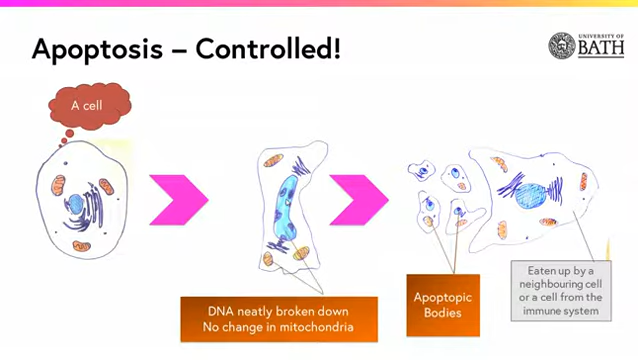 Apoptosis – Controlled!
UNIVERSITY OF
BATH
A cell
DNA neatly broken down
No change in mitochondria
Apoptopic
Bodies
Eaten up by a
neighbouring cell
or a cell from the
immune system